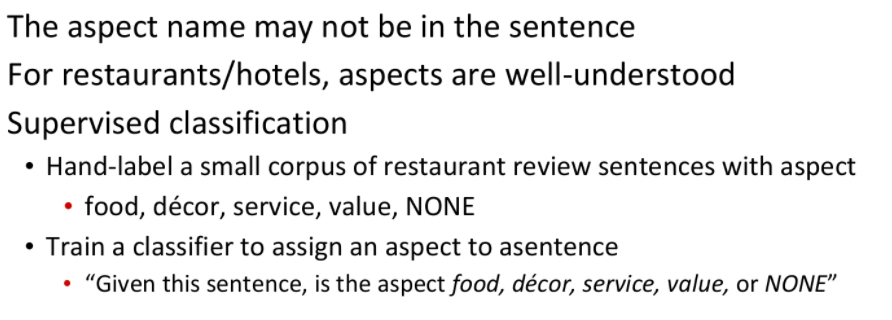 The aspect name may not be in the sentence
For restaurants/hotels, aspects are well-understood
Supervised classification
• Hand-label a small corpus of restaurant review sentences with aspect
• food, décor, service, value, NONE
• Train a classifier to assign an aspect to asentence
• “Given this sentence, is the aspect food, décor, service, value, or NONE”